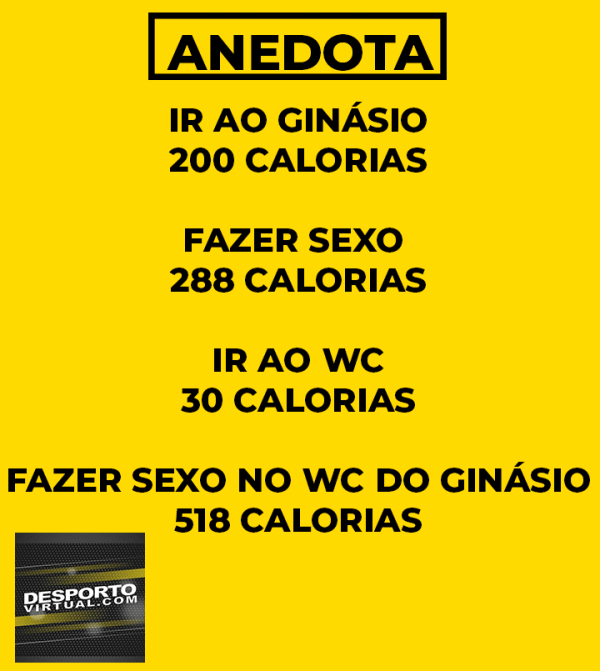 ANEDOTA
IR AO GINÁSIO
200 CALORIAS
FAZER SEXO
288 CALORIAS
IR AO WC
30 CALORIAS
FAZER SEXO NO WC DO GINÁSIO
518 CALORIAS
DESPORTO
VIRTUAL.COM